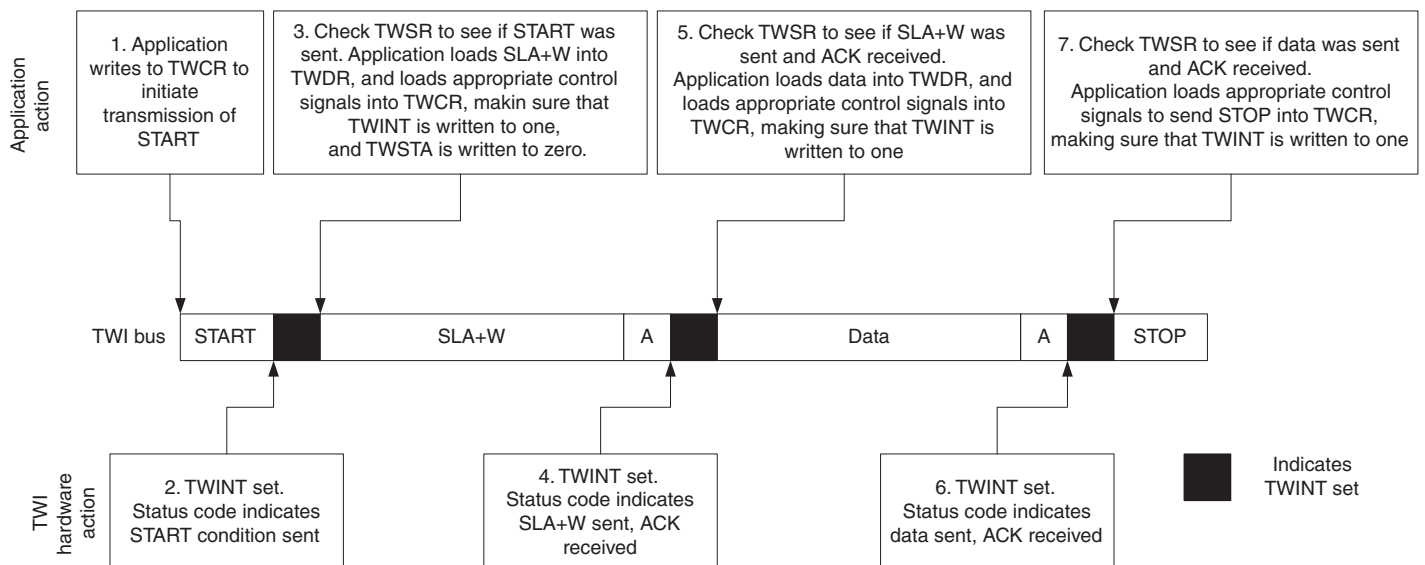 Application
action
1. Application
writes to TWCR to
initiate
transmission of
START
3. Check TWSR to see if START was
sent. Application loads SLA+W into
TWDR, and loads appropriate control
signals into TWCR, makin sure that
TWINT is written to one,
and TWSTA is written to zero.
5. Check TWSR to see if SLA+W was
sent and ACK received.
Application loads data into TWDR, and
loads appropriate control signals into
TWCR, making sure that TWINT is
written to one
7. Check TWSR to see if data was sent
and ACK received.
Application loads appropriate control
signals to send STOP into TWCR,
making sure that TWINT is written to one
TWI bus
START
SLA+W
A
Data
A
STOP
TWI
hardware
action
2. TWINT set.
Status code indicates
START condition sent
4. TWINT set.
Status code indicates
SLA+W sent, ACK
received
6. TWINT set.
Status code indicates
data sent, ACK received
Indicates
TWINT set